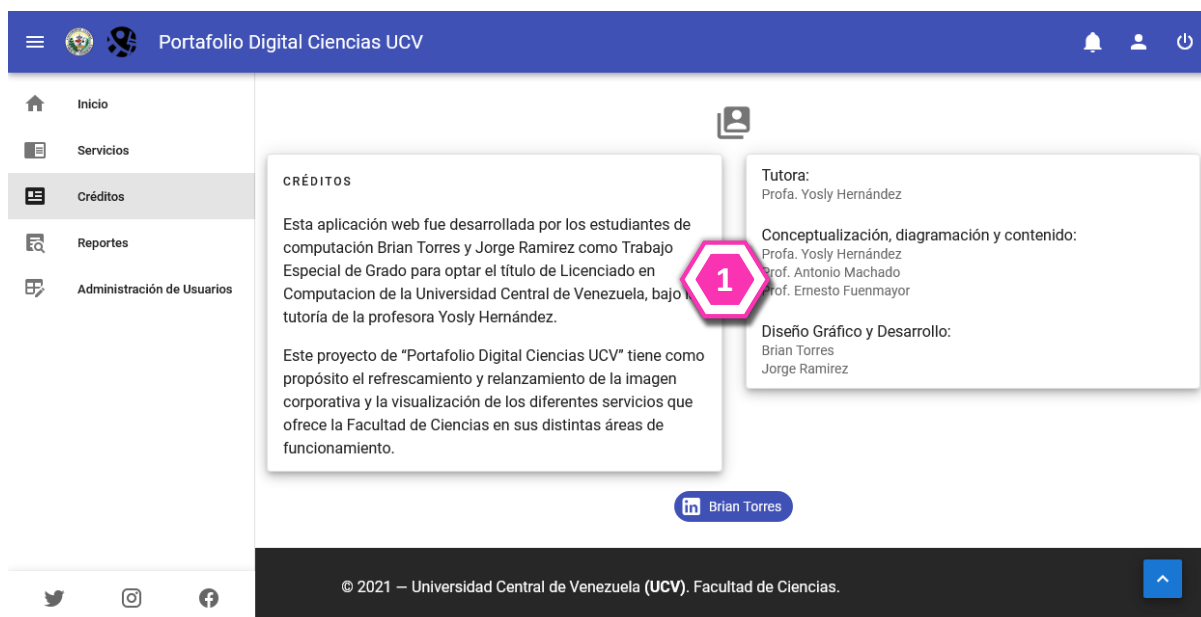 Portafolio Digital Ciencias UCV
Inicio
Servicios
Créditos
Reportes
Administración de Usuarios
CRÉDITOS
Esta aplicación web fue desarrollada por los estudiantes de
computación Brian Torres y Jorge Ramirez como Trabajo
Especial de Grado para optar el título de Licenciado en
Computacion de la Universidad Central de Venezuela, bajo
tutoría de la profesora Yosly Hernández.
Este proyecto de “Portafolio Digital Ciencias UCV” tiene como
propósito el refrescamiento y relanzamiento de la imagen
corporativa y la visualización de los diferentes servicios que
ofrece la Facultad de Ciencias en sus distintas áreas de
funcionamiento.
1
Tutora:
Profa. Yosly Hernández
Conceptualización, diagramación y contenido:
Profa. Yosly Hernández
Prof. Antonio Machado
Prof. Ernesto Fuenmayor
Diseño Gráfico y Desarrollo:
Brian Torres
Jorge Ramirez
in Brian Torres
© 2021 — Universidad Central de Venezuela (UCV). Facultad de Ciencias.